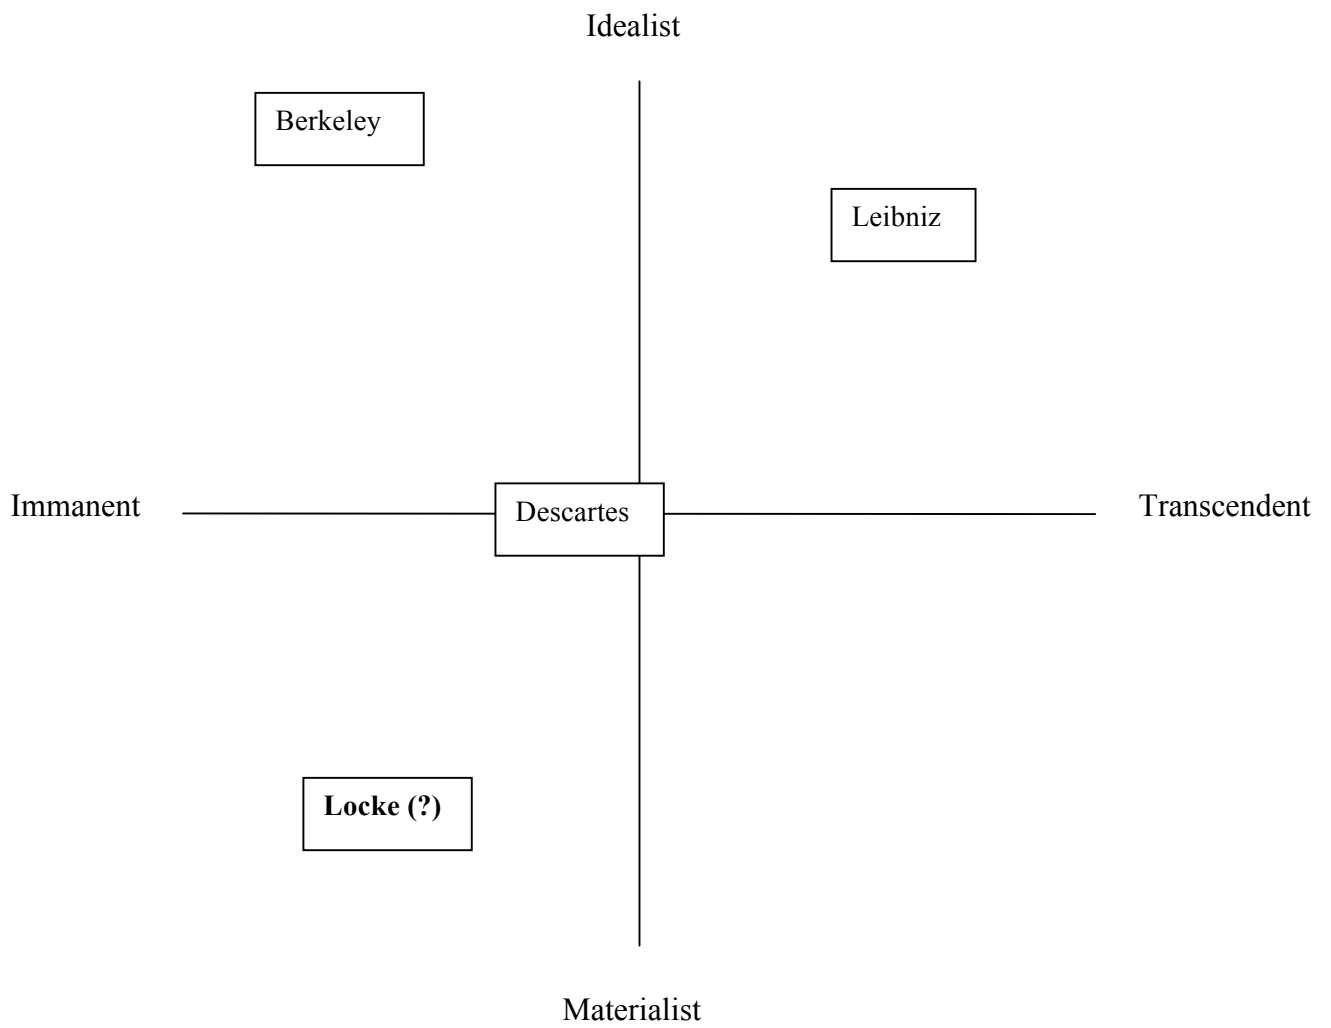 Idealist
Berkeley
Leibniz
Immanent
Descartes
Transcendent
Locke (?)
Materialist